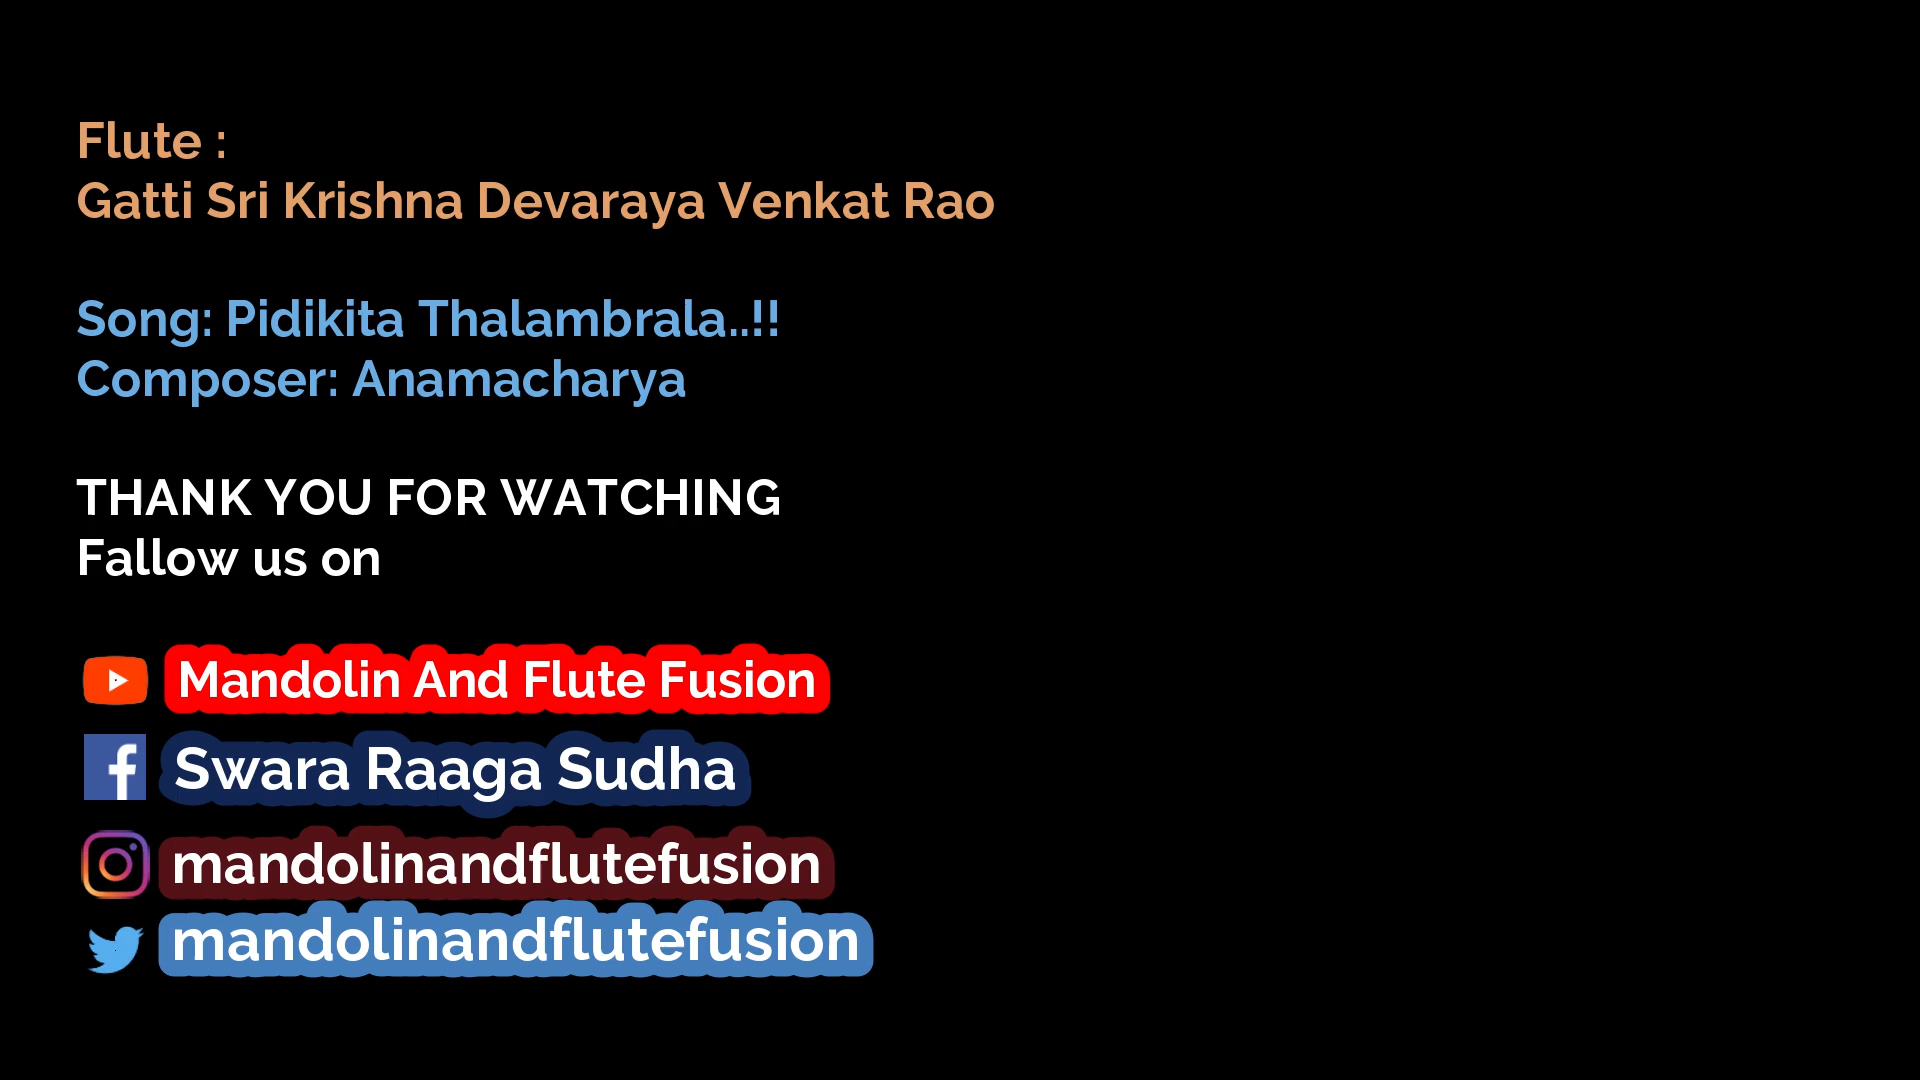 Flute :
Gatti Sri Krishna Devaraya Venkat Rao
Song: Pidikita Thalambrala..!!
Composer: Anamacharya
THANK YOU FOR WATCHING
Fallow us on
Mandolin And Flute Fusion
Swara Raaga Sudha
mandolinandflutefusion
mandolinandflutefusion